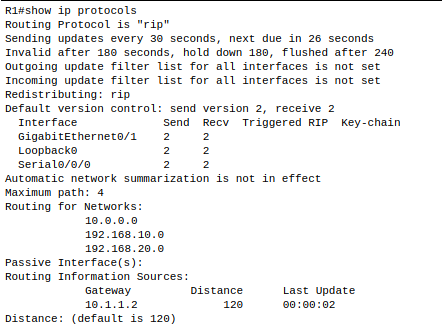 R1#show ip protocols
Routing Protocol is "rip"
Sending updates every 30 seconds, next due in 26 seconds
Invalid after 180 seconds, hold down 180, flushed after 240
Outgoing update filter list for all interfaces is not set
Incoming update filter list for all interfaces is not set
Redistributing: rip
Default version control: send version 2, receive 2
  Interface             Send  Recv  Triggered RIP  Key-chain
  GigabitEthernet0/1    2     2
  Loopback0             2     2
  Serial0/0/0           2     2
Automatic network summarization is not in effect
Maximum path: 4
Routing for Networks:
            10.0.0.0
            192.168.10.0
            192.168.20.0
Passive Interface(s):
Routing Information Sources:
            Gateway         Distance      Last Update
            10.1.1.2             120      00:00:02
Distance: (default is 120)